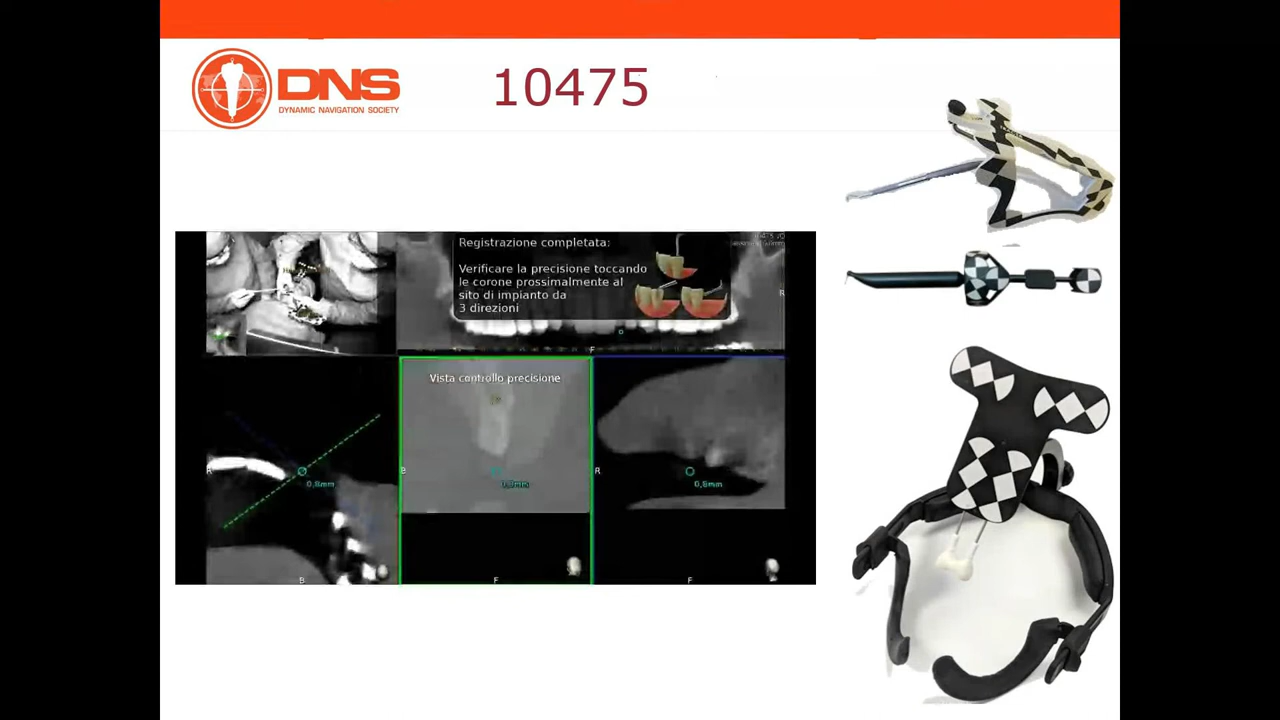 DNS
DYNAMIC NAVIGATION SOCIETY
10475
Registrazione completata:
Verificare la precisione toccando
le corone prossimalmente al
sito di impianto da
3 direzioni
R
F
Vista controllo precisione
R
0,8mm
B
B
0,8mm
F
R
0,8mm
F